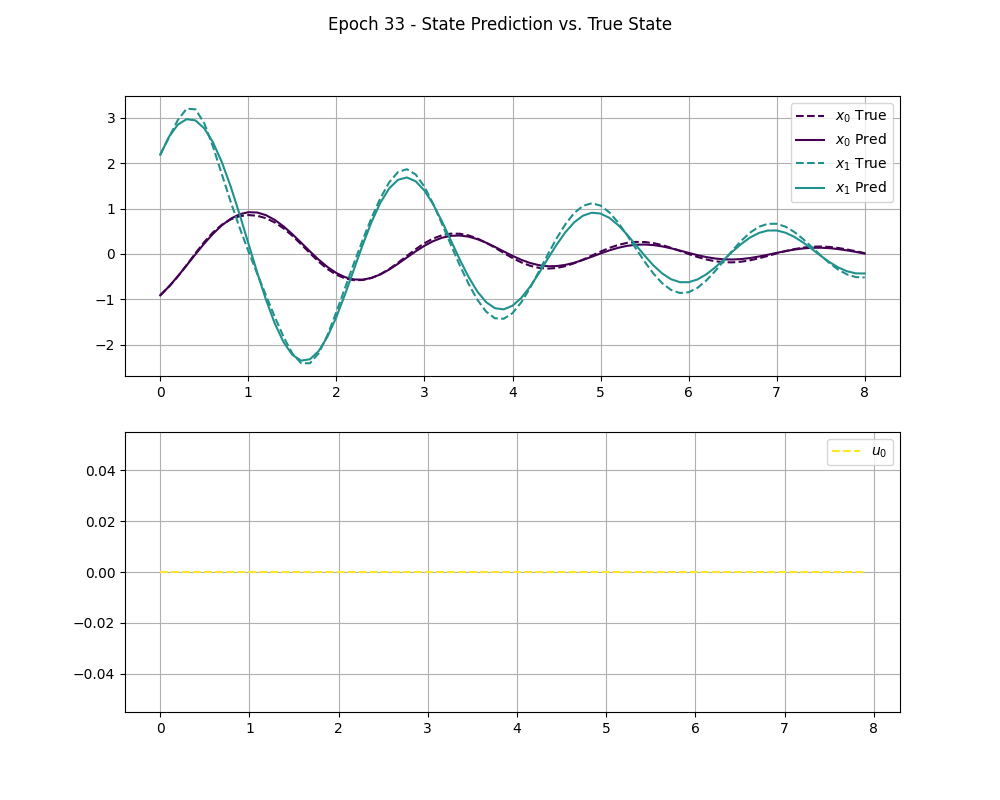 Epoch 33 - State Prediction vs. True State
3
2
1
0
−1
−2
x₀ True
x₀ Pred
x₁ True
x₁ Pred
0 1 2 3 4 5 6 7 8
0.04
0.02
0.00
−0.02
−0.04
u₀
0 1 2 3 4 5 6 7 8